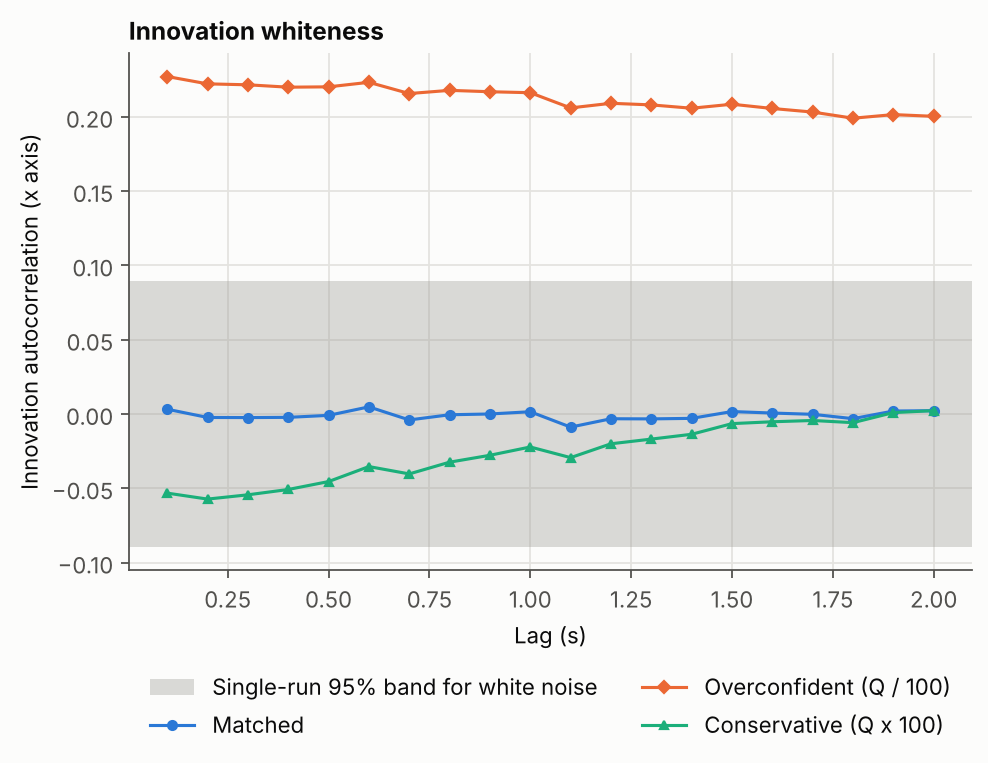 Innovation whiteness
Innovation autocorrelation (x axis)
0.20
0.15
0.10
0.05
0.00
−0.05
−0.10
0.25 0.50 0.75 1.00 1.25 1.50 1.75 2.00
Lag (s)
Single-run 95% band for white noise
Matched
Overconfident (Q / 100)
Conservative (Q x 100)